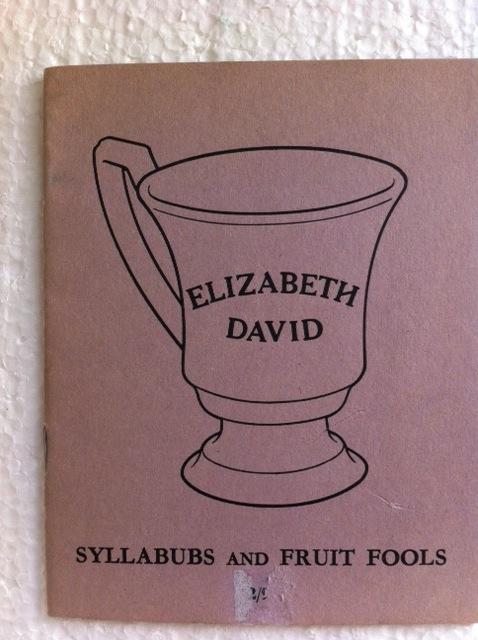 ELIZABETH
DAVID
SYLLABUBS AND FRUIT FOOLS